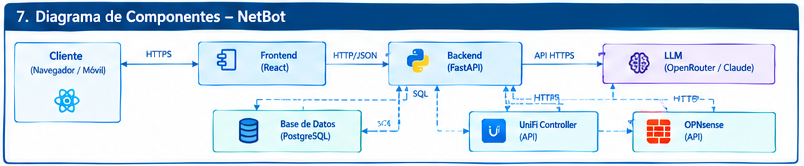 7. Diagrama de Componentes – NetBot
Cliente
(Navegador / Móvil)
HTTPS
Frontend
(React)
HTTP/JSON
Backend
(FastAPI)
API HTTPS
LLM
(OpenRouter / Claude)
SQL
HTTPS
Base de Datos
(PostgreSQL)
UniFi Controller
(API)
OPNsense
(API)